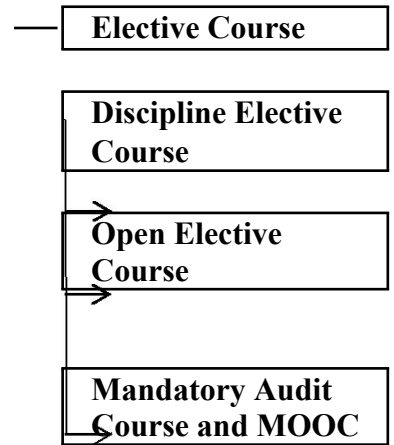 Elective Course
Discipline Elective
Course
Open Elective
Course
Mandatory Audit
Course and MOOC